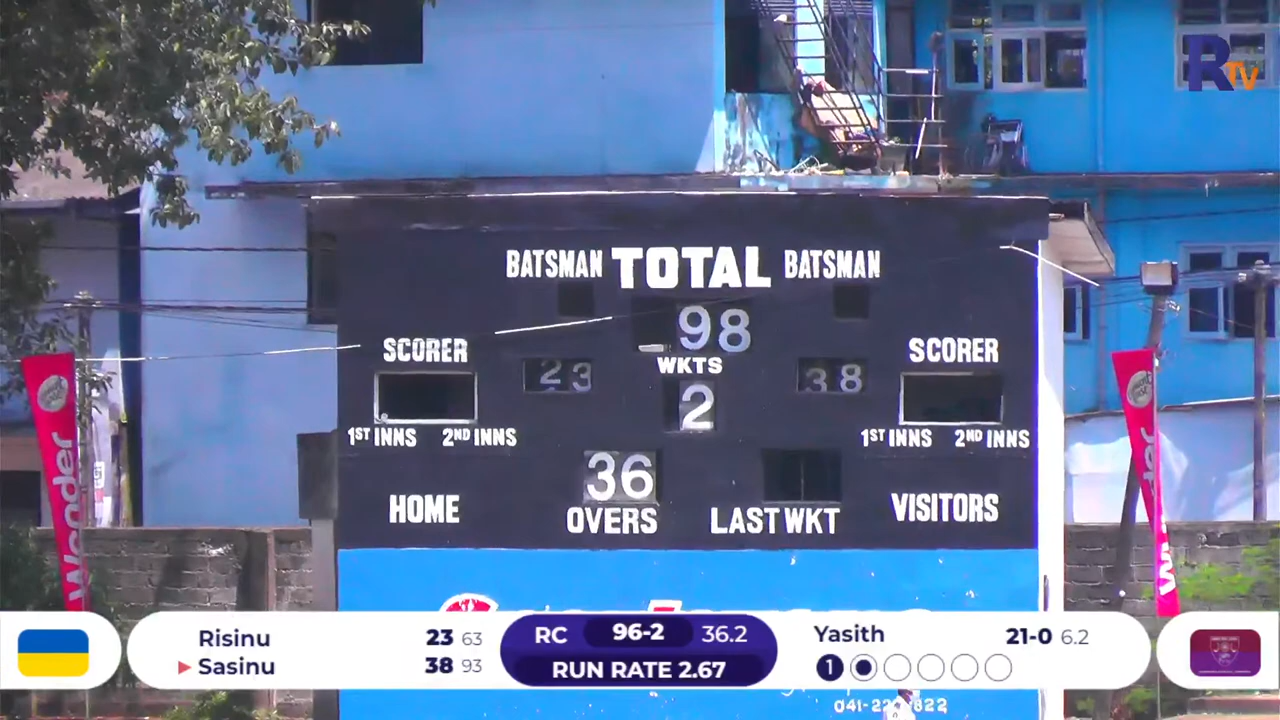 RTV
BATSMAN TOTAL BATSMAN
98
SCORER WKTS SCORER
23 2 38
1ST INNS 2ND INNS 1ST INNS 2ND INNS
36
HOME OVERS LAST WKT VISITORS
Wonder
Risinu 23 63
Sasinu 38 93
RC 96-2 36.2
RUN RATE 2.67
Yasith 21-0 6.2
1